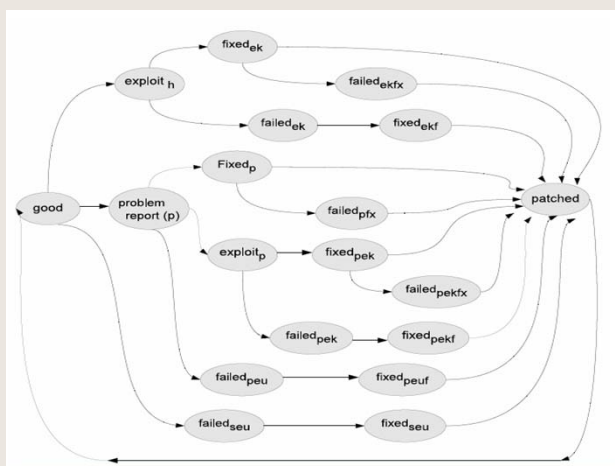 fixed ek
exploit h
failed ekfx
failed ek
fixed ekf
Fixed p
good
problem
report (p)
failed pfx
patched
exploit p
fixed pek
failed pekfx
failed pek
fixed pekf
failed peu
fixed peuf
failed seu
fixed seu